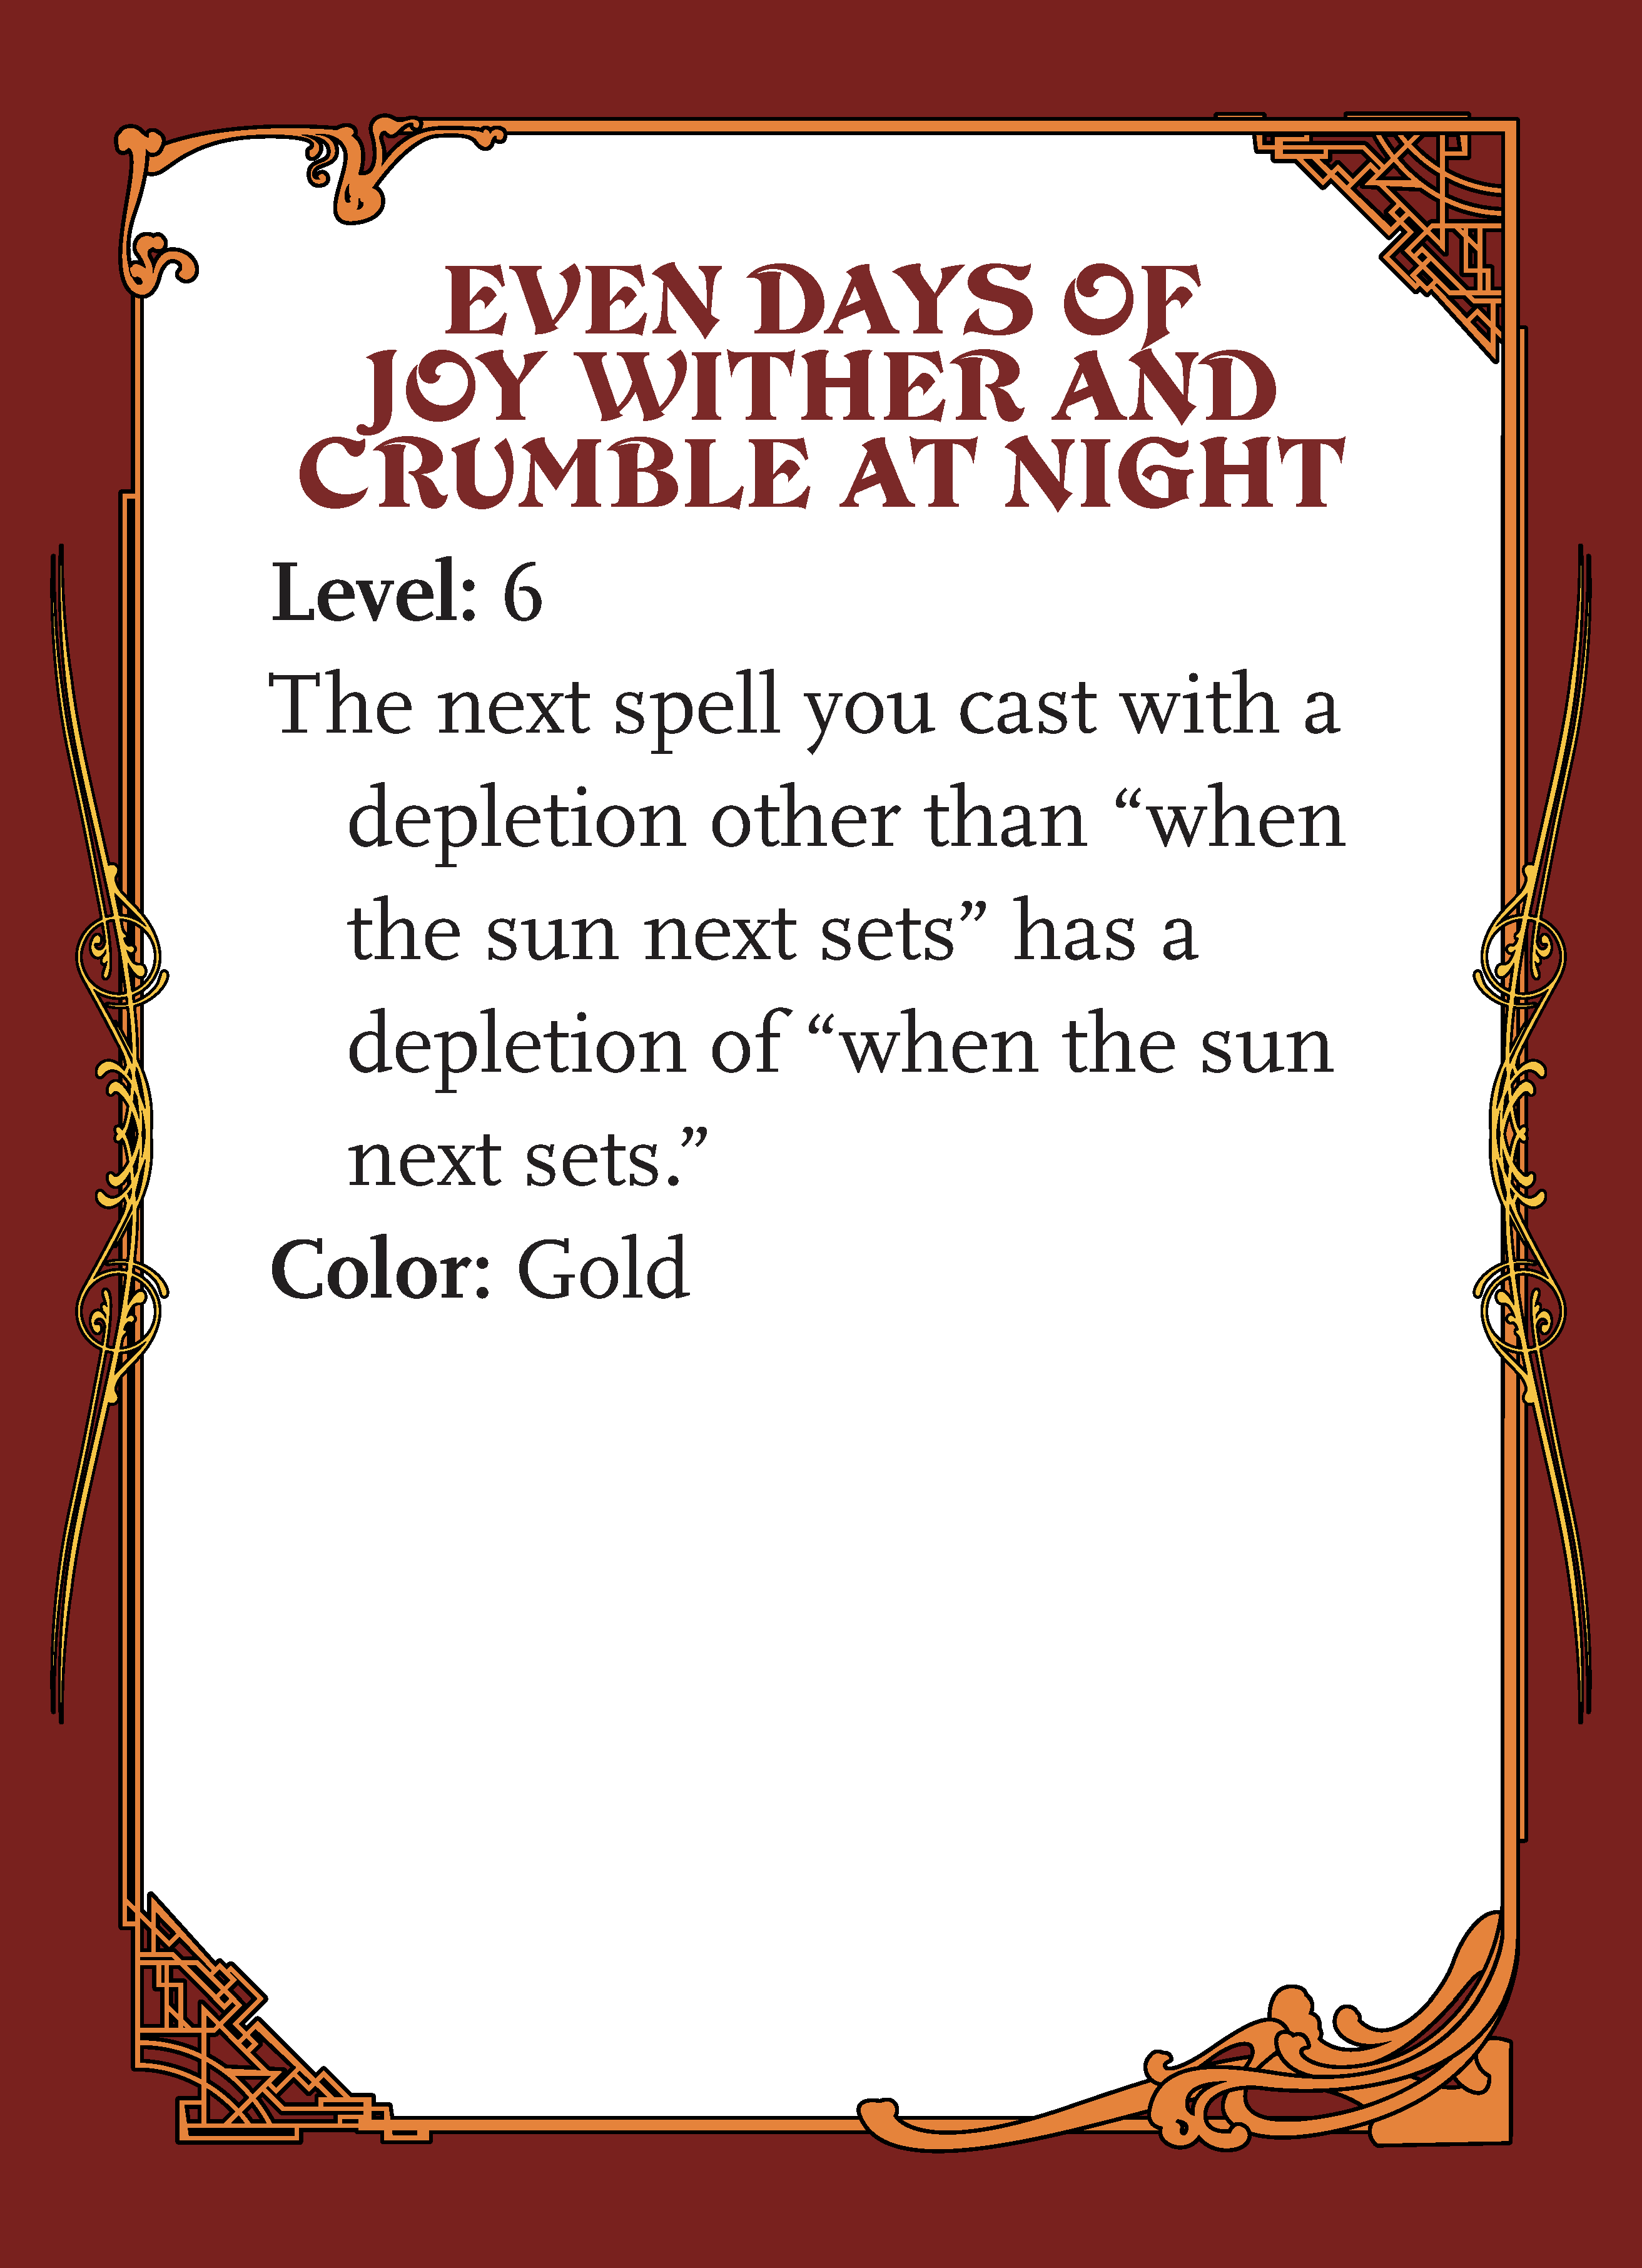 EVEN DAYS OF
JOY WITHER AND
CRUMBLE AT NIGHT
Level: 6
The next spell you cast with a
depletion other than “when
the sun next sets” has a
depletion of “when the sun
next sets.”
Color: Gold